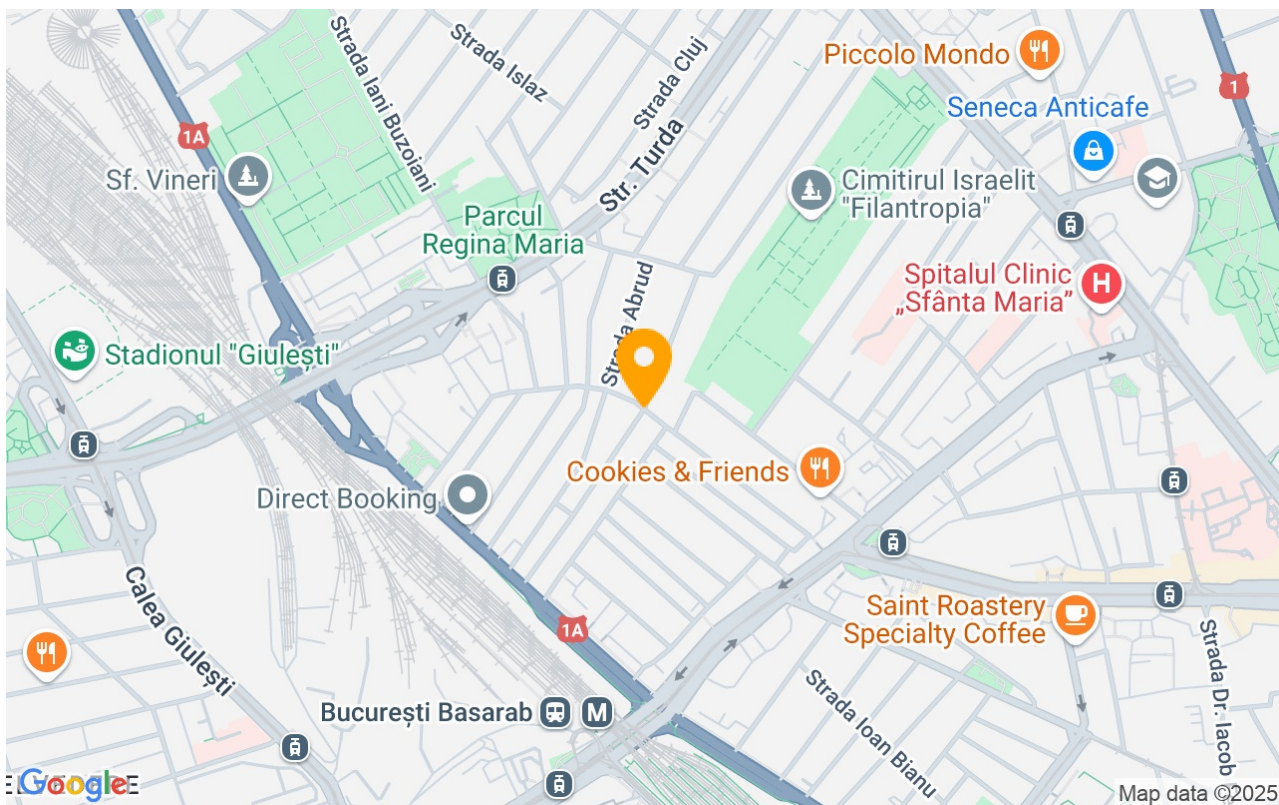 Strada Iani Buzoiani
Strada Islaz
Strada Cluj
Piccolo Mondo
1
Seneca Anticafe
1A
Str. Turda
Sf. Vineri
Cimitirul Israelit
"Filantropia"
Parcul
Regina Maria
Spitalul Clinic
„Sfânta Maria”
H
Strada Abrud
Stadionul "Giulești"
Cookies & Friends
Direct Booking
Calea Giulești
1A
Saint Roastery
Specialty Coffee
Strada Dr. Iacob
Strada Ioan Bianu
București Basarab
M
Google
Map data ©2025